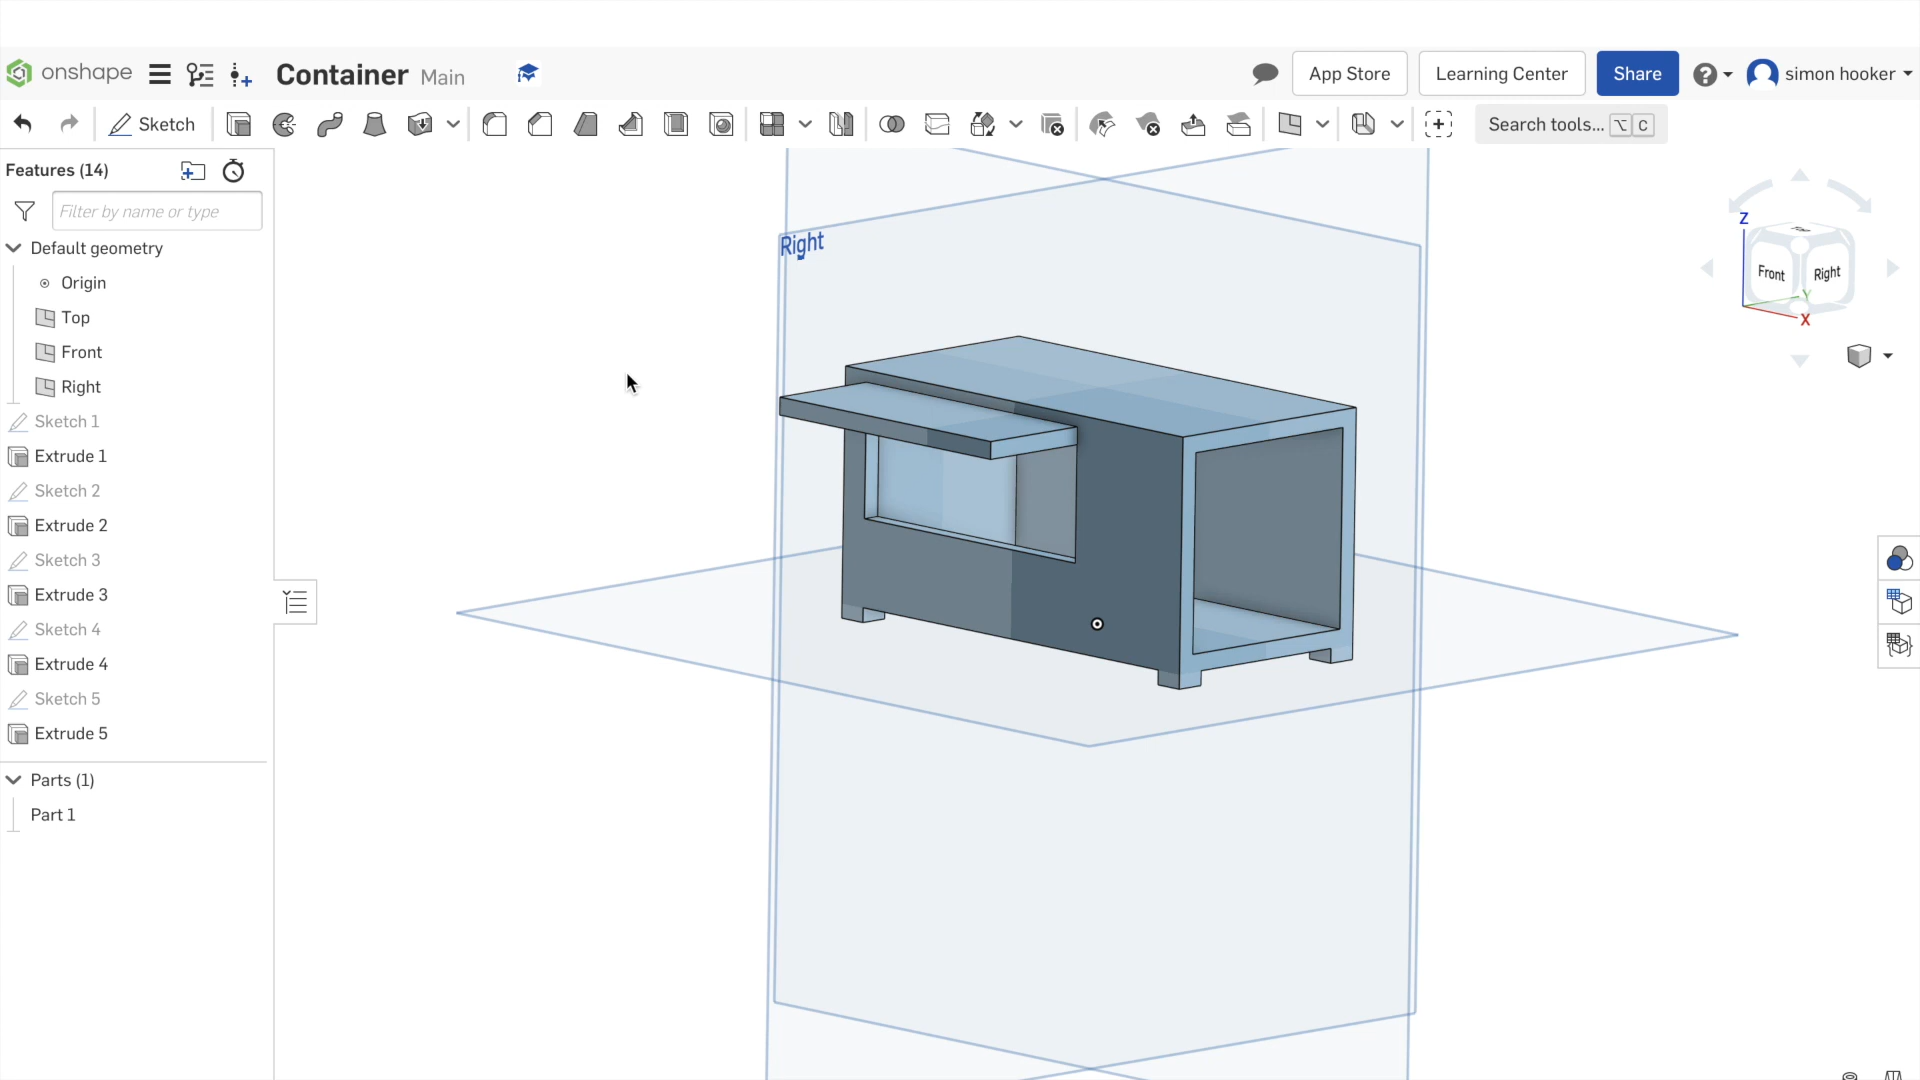 onshape Container Main App Store Learning Center Share simon hooker
Sketch Search tools... ⌥ C
Features (14)
Filter by name or type
Default geometry
Origin
Top
Front
Right
Sketch 1
Extrude 1
Sketch 2
Extrude 2
Sketch 3
Extrude 3
Sketch 4
Extrude 4
Sketch 5
Extrude 5
Parts (1)
Part 1
Right
Z
Top
Front Right
Y
X